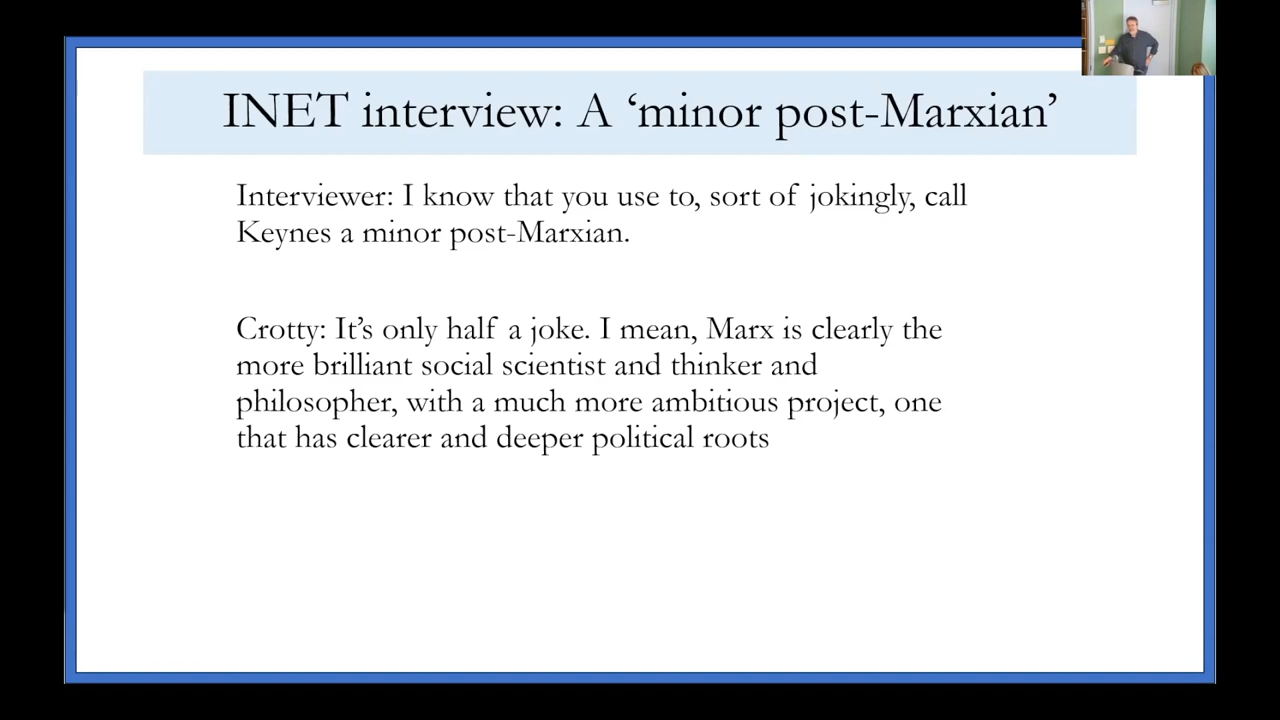 INET interview: A ‘minor post-Marxian’
Interviewer: I know that you use to, sort of jokingly, call
Keynes a minor post-Marxian.
Crotty: It’s only half a joke. I mean, Marx is clearly the
more brilliant social scientist and thinker and
philosopher, with a much more ambitious project, one
that has clearer and deeper political roots